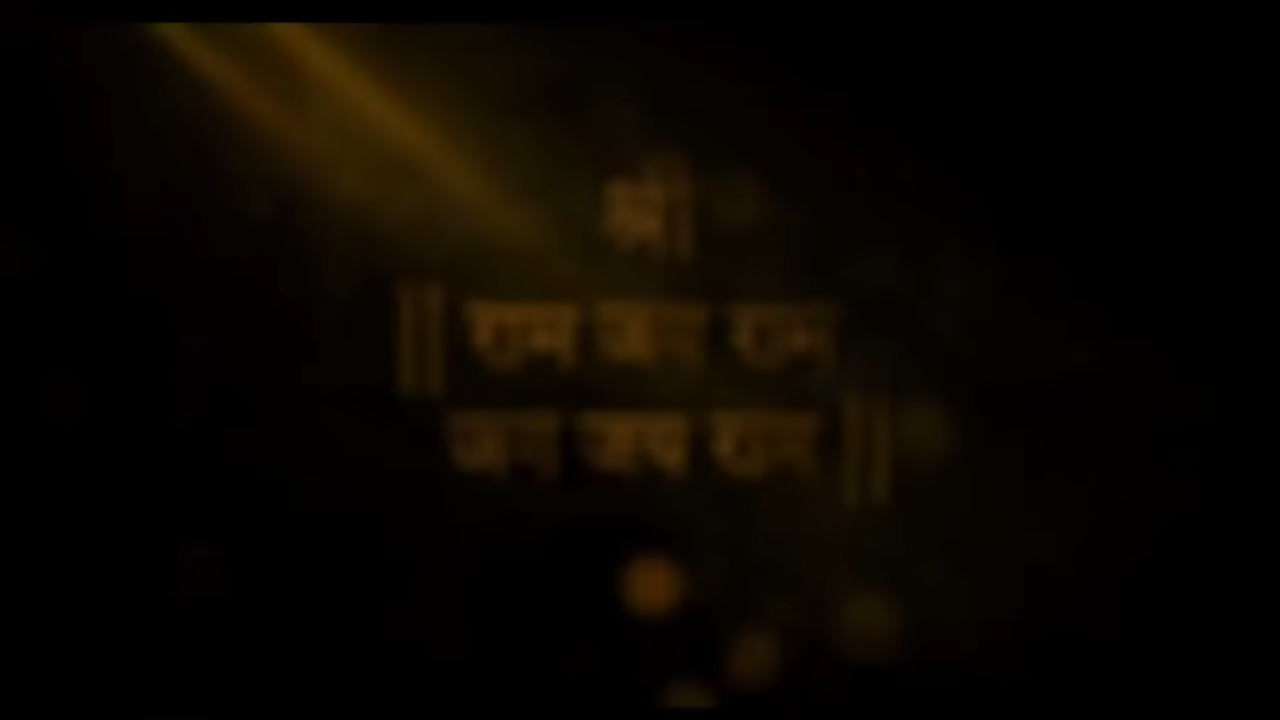 श्री
|| राम जय राम
जय जय राम ||